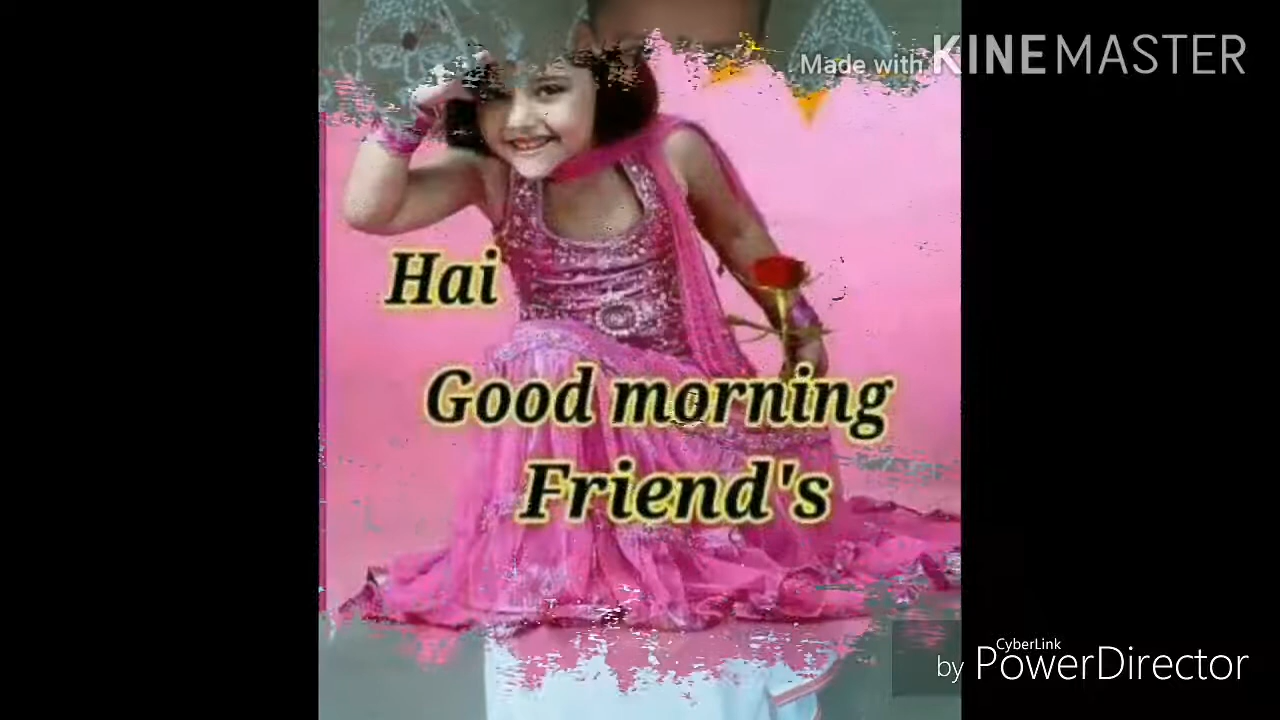 Made with KINEMASTER
Hai
Good morning
Friend's
CyberLink
by PowerDirector